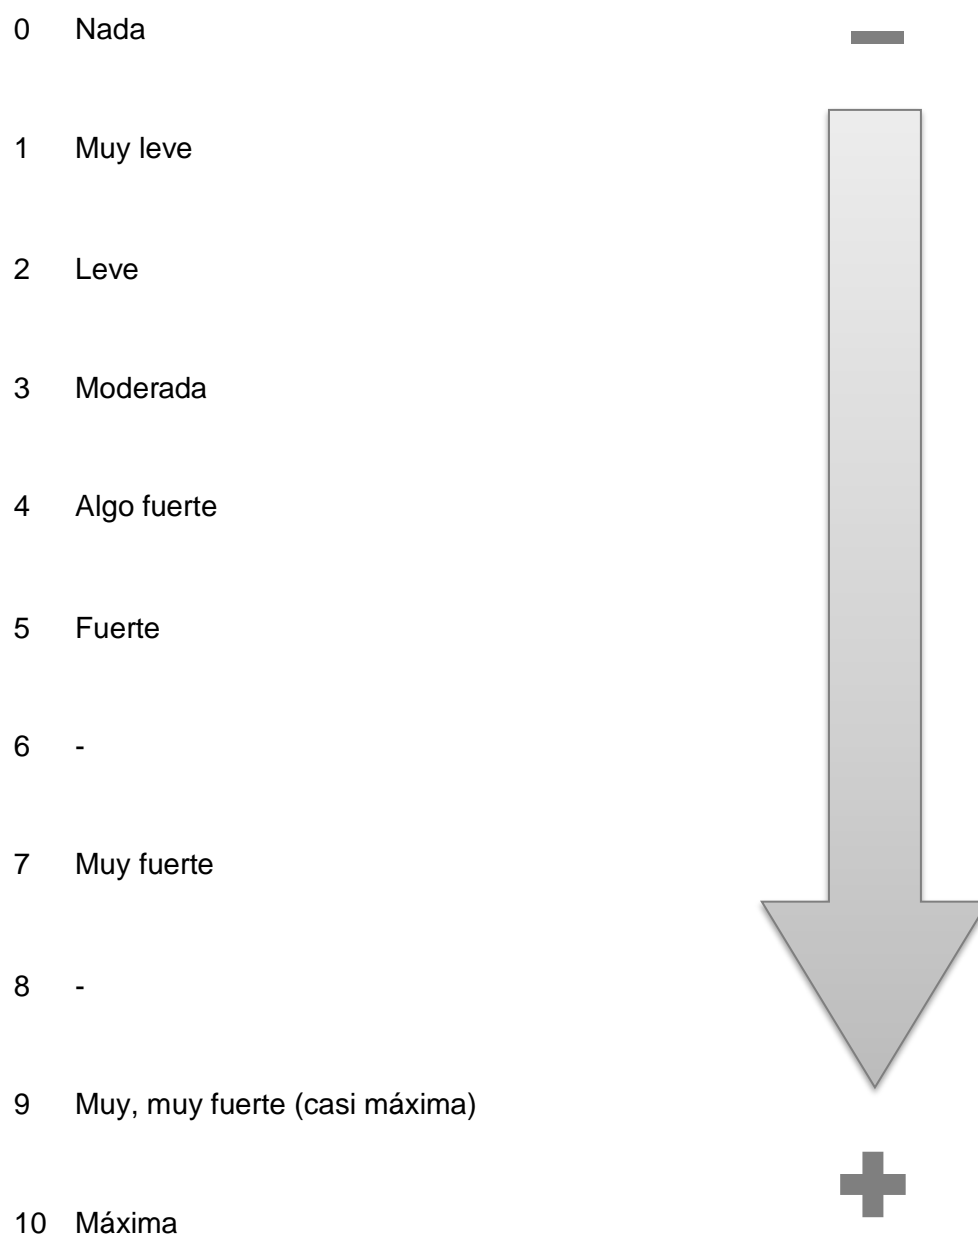 0 Nada
1 Muy leve
2 Leve
3 Moderada
4 Algo fuerte
5 Fuerte
6 -
7 Muy fuerte
8 -
9 Muy, muy fuerte (casi máxima)
10 Máxima